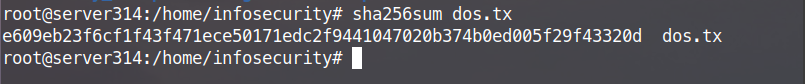 root@server314:/home/infosecurity# sha256sum dos.tx
e609eb23f6cf1f43f471ece50171edc2f9441047020b374b0ed005f29f43320d  dos.tx
root@server314:/home/infosecurity#